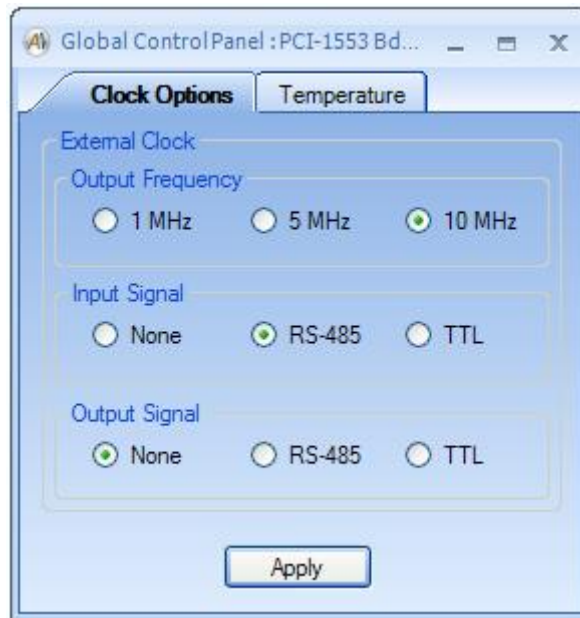 Global Control Panel : PCI-1553 Bd...
Clock Options Temperature
External Clock
Output Frequency
1 MHz 5 MHz 10 MHz
Input Signal
None RS-485 TTL
Output Signal
None RS-485 TTL
Apply